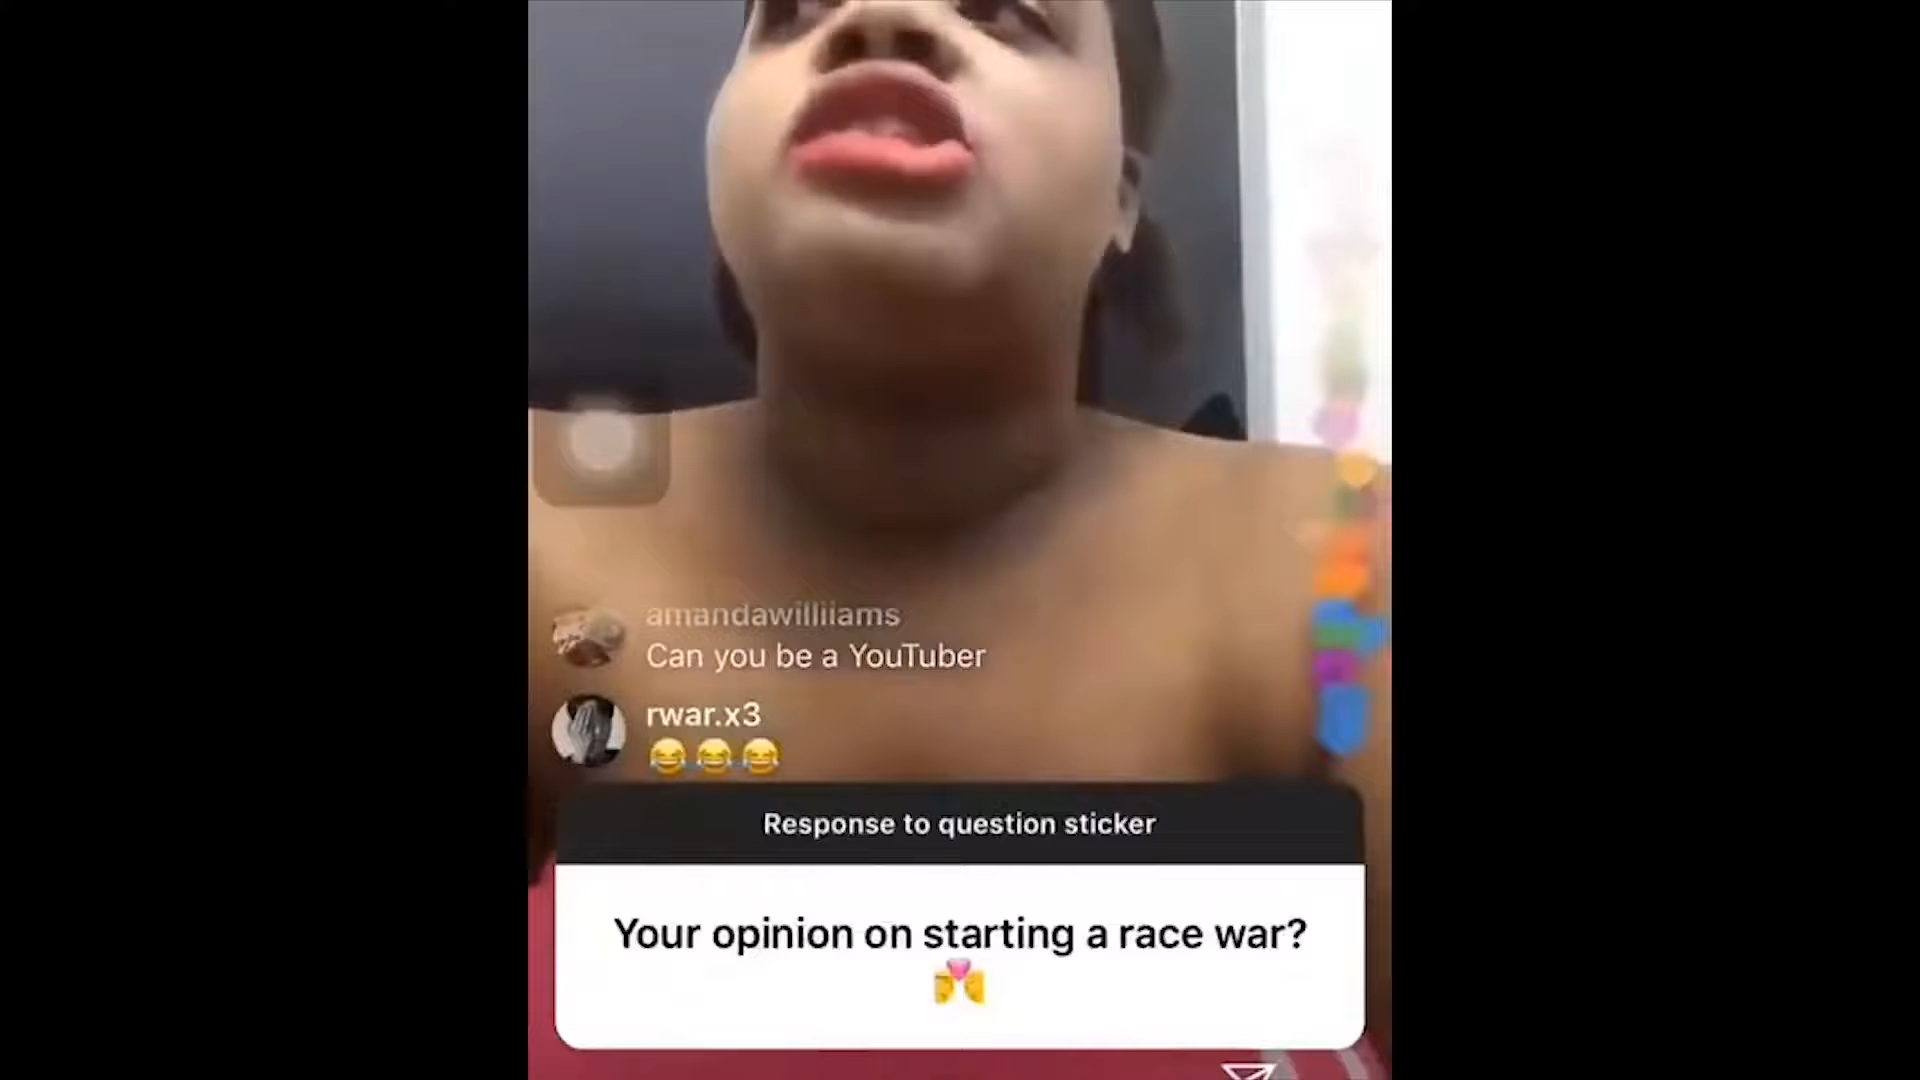 amandawilliiams
Can you be a YouTuber
rwar.x3
😂😂😂
Response to question sticker
Your opinion on starting a race war?
💏